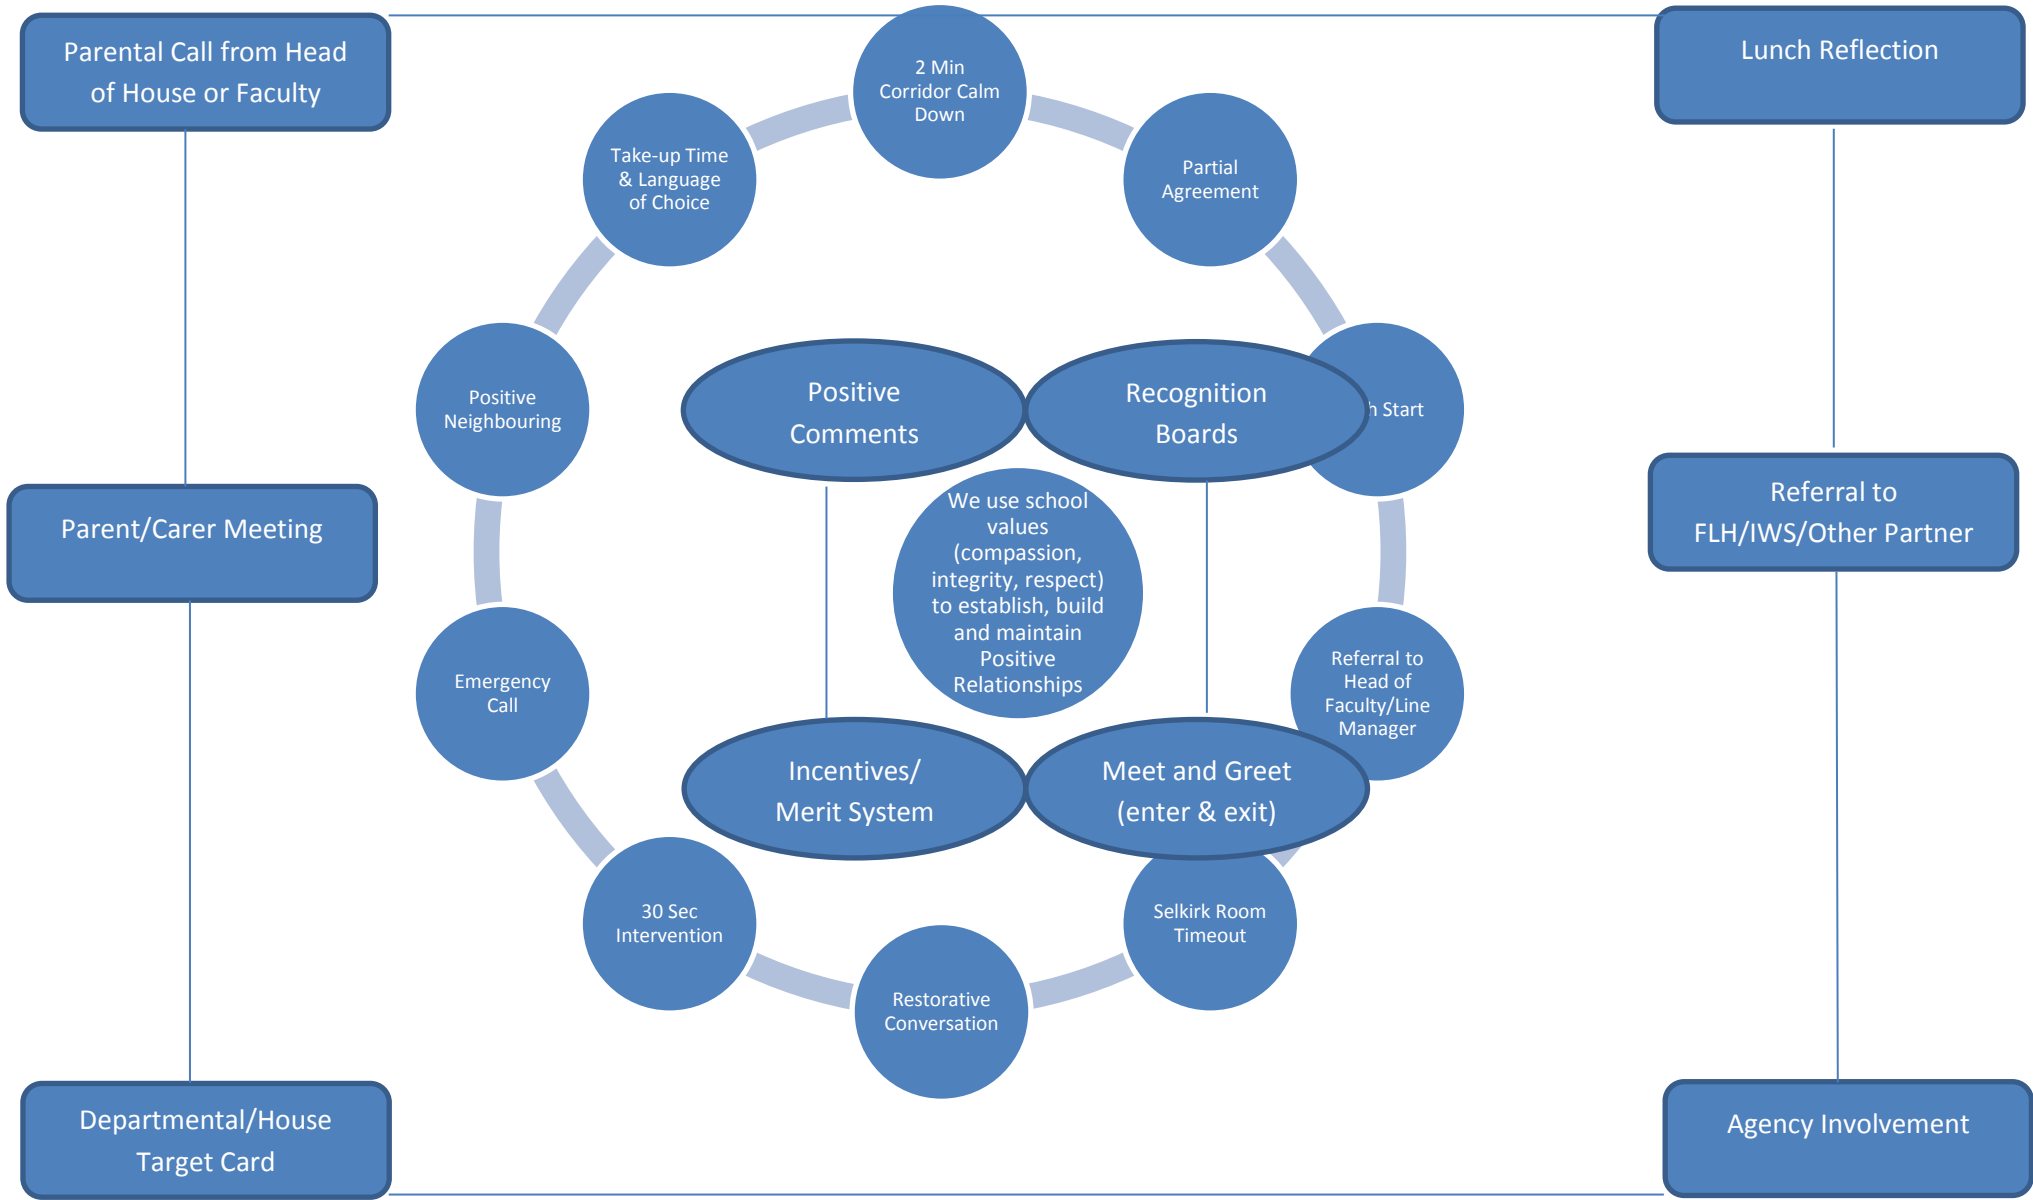 Parental Call from Head
of House or Faculty
2 Min
Corridor Calm
Down
Lunch Reflection
Take-up Time
& Language
of Choice
Partial
Agreement
Positive
Neighbouring
Positive
Comments
Recognition
Boards
Start
Parent/Carer Meeting
We use school
values
(compassion,
integrity, respect)
to establish, build
and maintain
Positive
Relationships
Referral to
FLH/IWS/Other Partner
Emergency
Call
Referral to
Head of
Faculty/Line
Manager
Incentives/
Merit System
Meet and Greet
(enter & exit)
30 Sec
Intervention
Selkirk Room
Timeout
Restorative
Conversation
Departmental/House
Target Card
Agency Involvement